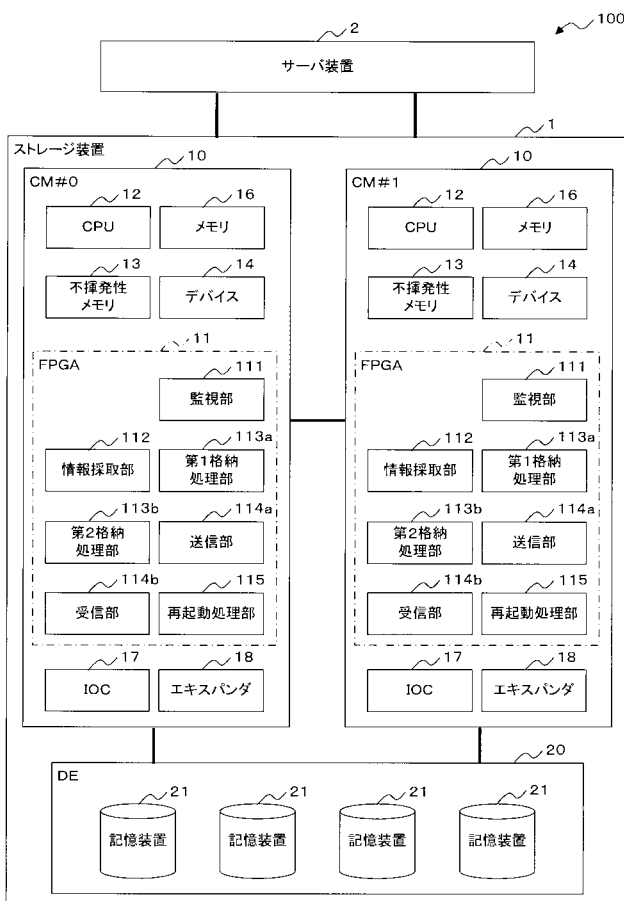 100
2
サーバ装置
1
ストレージ装置
10
10
CM#0
CM#1
12
16
12
16
CPU
メモリ
CPU
メモリ
13
14
13
14
不揮発性
メモリ
デバイス
不揮発性
メモリ
デバイス
11
11
FPGA
FPGA
111
111
監視部
監視部
112
113a
112
113a
情報採取部
第1格納
処理部
情報採取部
第1格納
処理部
113b
114a
113b
114a
第2格納
処理部
送信部
第2格納
処理部
送信部
114b
115
114b
115
受信部
再起動処理部
受信部
再起動処理部
17
18
17
18
IOC
エキスパンダ
IOC
エキスパンダ
20
DE
21
21
21
21
記憶装置
記憶装置
記憶装置
記憶装置